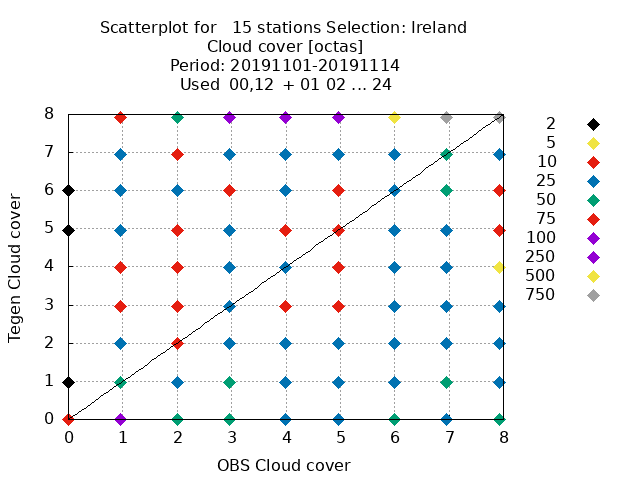 Scatterplot for   15 stations Selection: Ireland
Cloud cover [octas]
Period: 20191101-20191114
Used  00,12  + 01 02 ... 24
8
7
6
5
4
3
2
1
0
Tegen Cloud cover
0 1 2 3 4 5 6 7 8
OBS Cloud cover
2
5
10
25
50
75
100
250
500
750